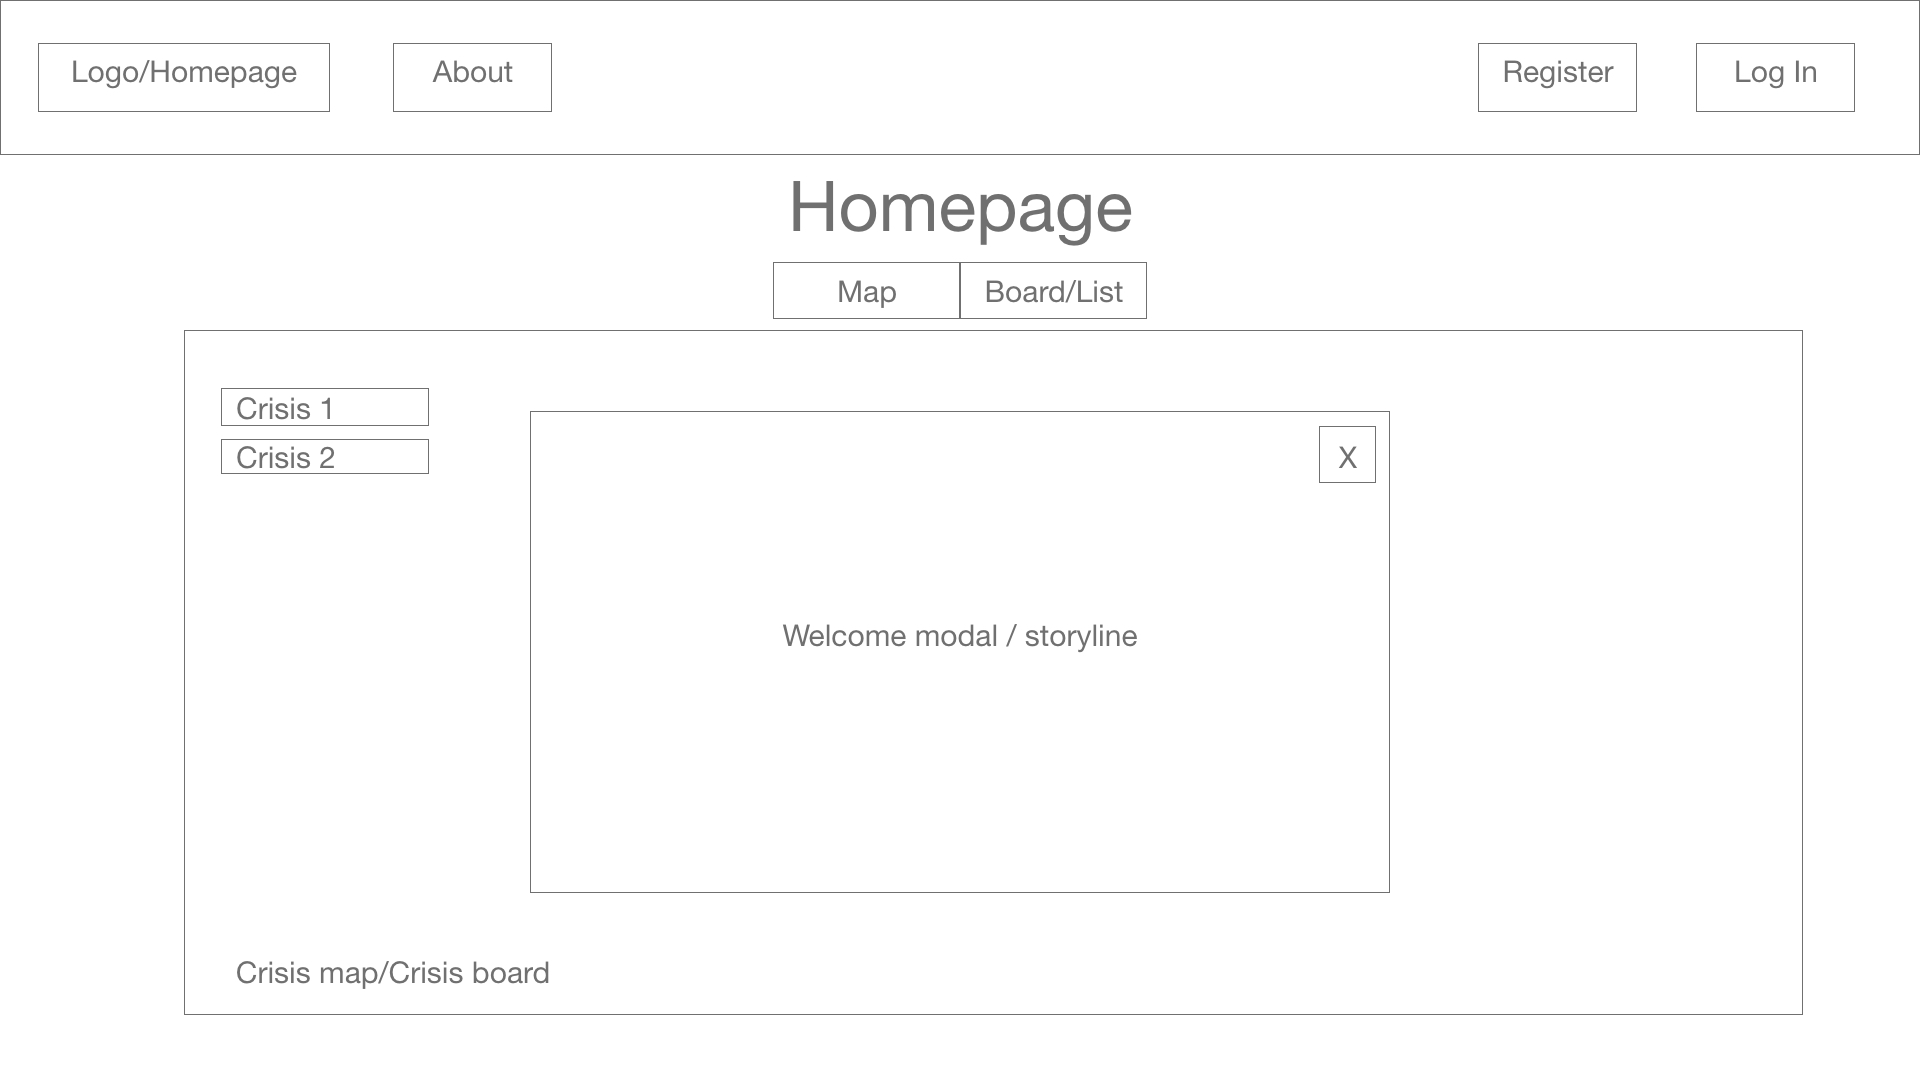 Logo/Homepage
About
Register
Log In
Homepage
Map
Board/List
Crisis 1
Crisis 2
X
Welcome modal / storyline
Crisis map/Crisis board